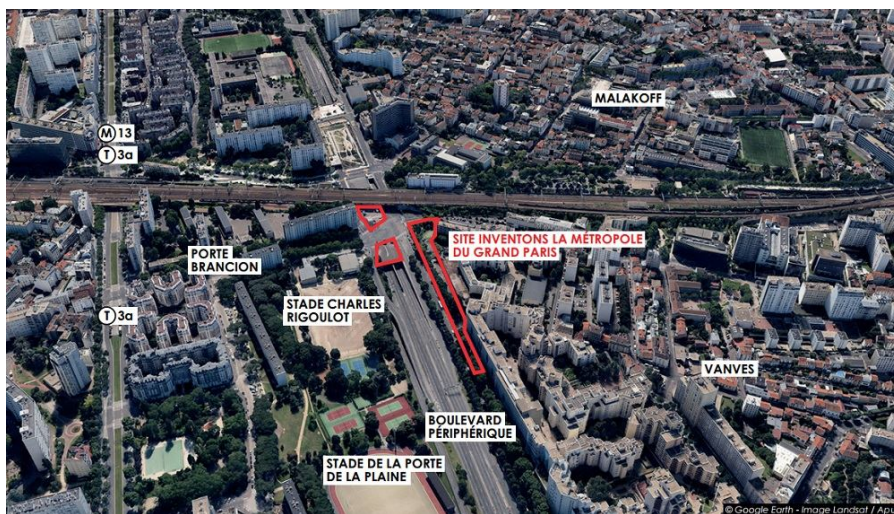 MALAKOFF
M 13
T 3a
SITE INVENTONS LA MÉTROPOLE
DU GRAND PARIS
PORTE
BRANCION
STADE CHARLES
RIGOULOT
T 3a
VANVES
BOULEVARD
PÉRIPHÉRIQUE
STADE DE LA PORTE
DE LA PLAINE
© Google Earth - Image Landsat / Ap